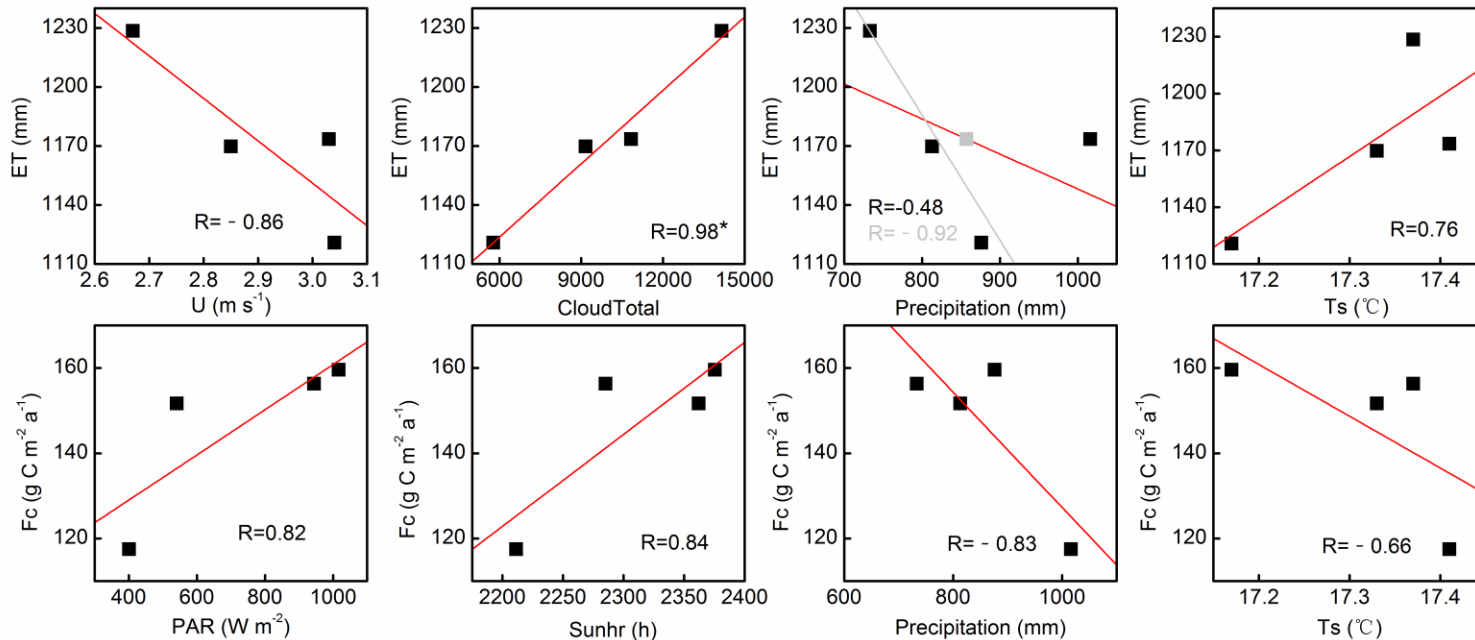 ET (mm)
1230
1200
1170
1140
1110
R= - 0.86
2.6 2.7 2.8 2.9 3.0 3.1
U (m s⁻¹)
ET (mm)
1230
1200
1170
1140
1110
R=0.98*
6000 9000 12000 15000
CloudTotal
ET (mm)
1230
1200
1170
1140
1110
R=-0.48
R= - 0.92
700 800 900 1000
Precipitation (mm)
ET (mm)
1230
1200
1170
1140
1110
R=0.76
17.2 17.3 17.4
Ts (℃)
Fc (g C m⁻² a⁻¹)
160
140
120
R=0.82
400 600 800 1000
PAR (W m⁻²)
Fc (g C m⁻² a⁻¹)
160
140
120
R=0.84
2200 2250 2300 2350 2400
Sunhr (h)
Fc (g C m⁻² a⁻¹)
160
140
120
R= - 0.83
600 800 1000
Precipitation (mm)
Fc (g C m⁻² a⁻¹)
160
140
120
R= - 0.66
17.2 17.3 17.4
Ts (℃)